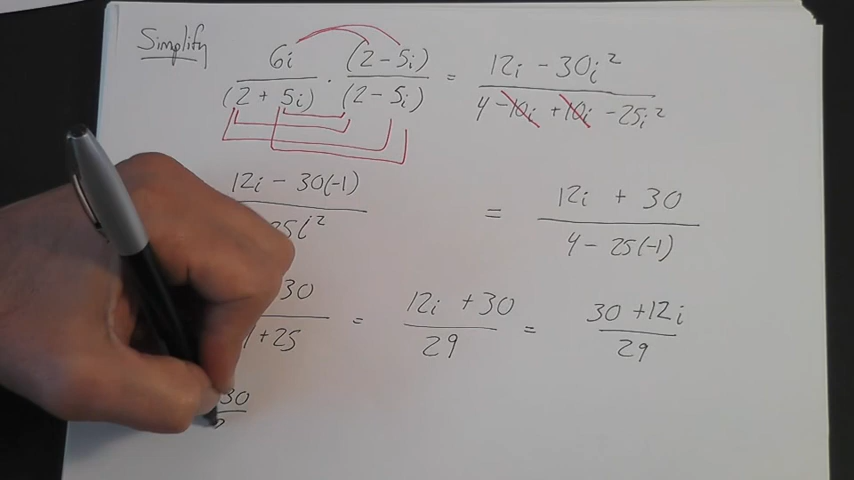 Simplify
6i/(2 + 5i) · (2 - 5i)/(2 - 5i) = (12i - 30i²)/(4 - 10i + 10i - 25i²)
(12i - 30(-1))/(25i²) = (12i + 30)/(4 - 25(-1))
30/(+25) = (12i + 30)/29 = (30 + 12i)/29
30